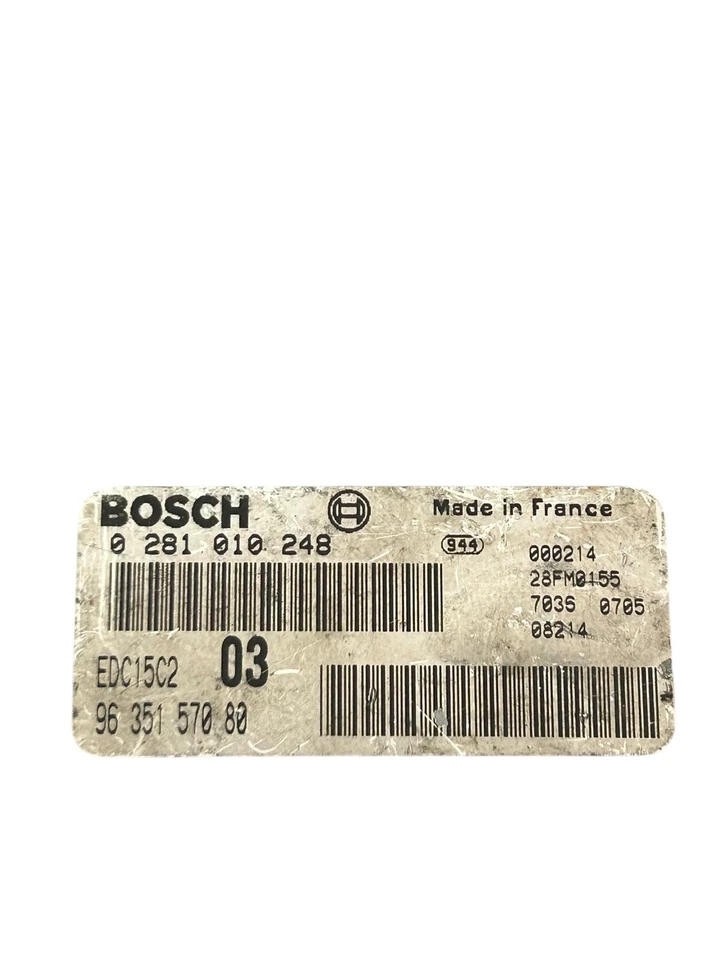 BOSCH Made in France
0 281 010 248 944 000214
28FM0155
7036 0705
08214
EDC15C2 03
96 351 570 80